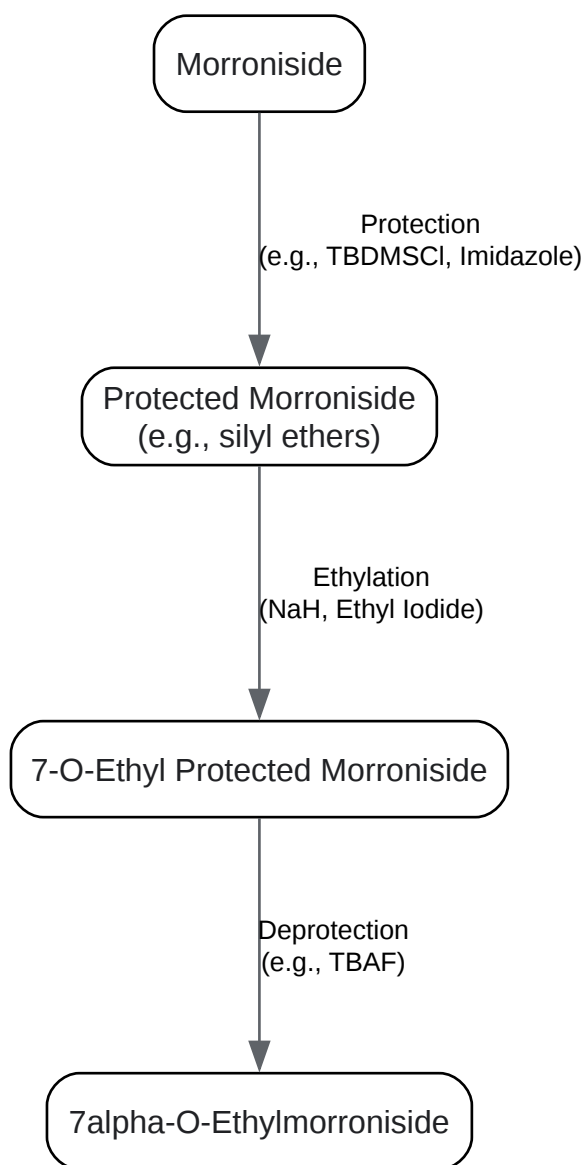 Morroniside
Protection
(e.g., TBDMSCl, Imidazole)
Protected Morroniside
(e.g., silyl ethers)
Ethylation
(NaH, Ethyl Iodide)
7-O-Ethyl Protected Morroniside
Deprotection
(e.g., TBAF)
7alpha-O-Ethylmorroniside